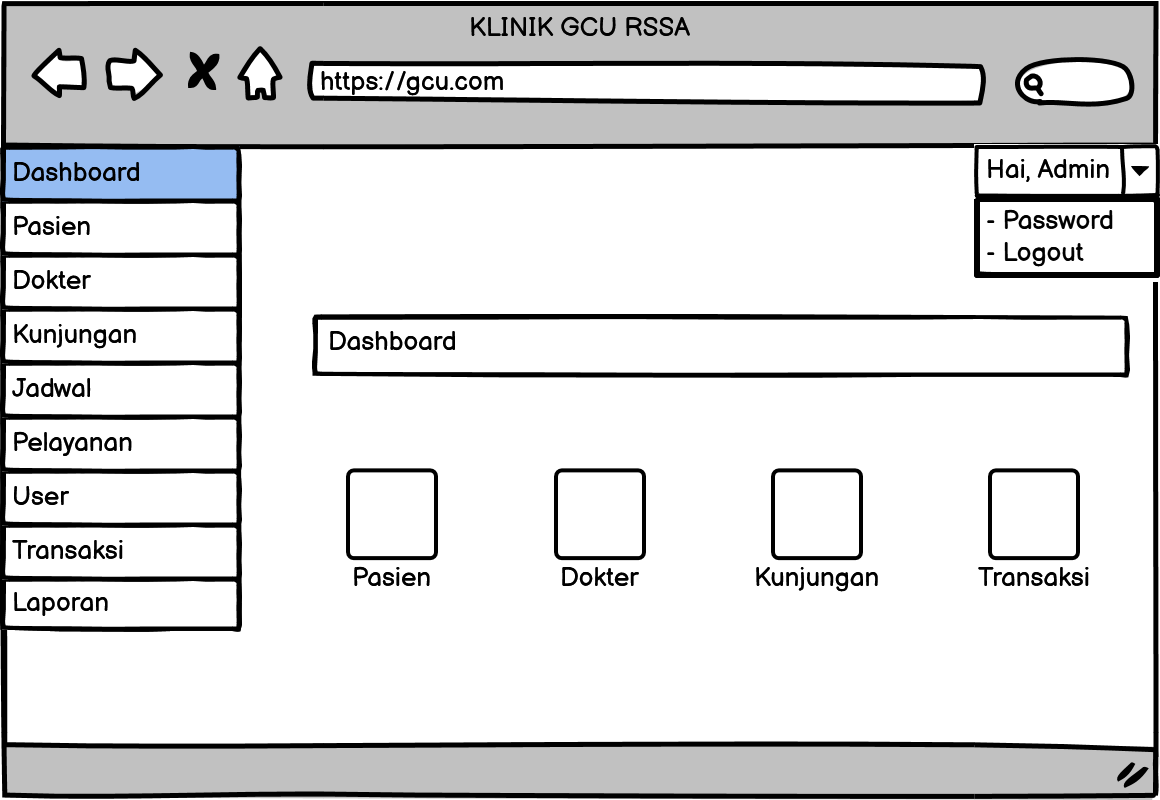 KLINIK GCU RSSA
https://gcu.com
Dashboard
Pasien
Dokter
Kunjungan
Jadwal
Pelayanan
User
Transaksi
Laporan
Hai, Admin
- Password
- Logout
Dashboard
Pasien
Dokter
Kunjungan
Transaksi